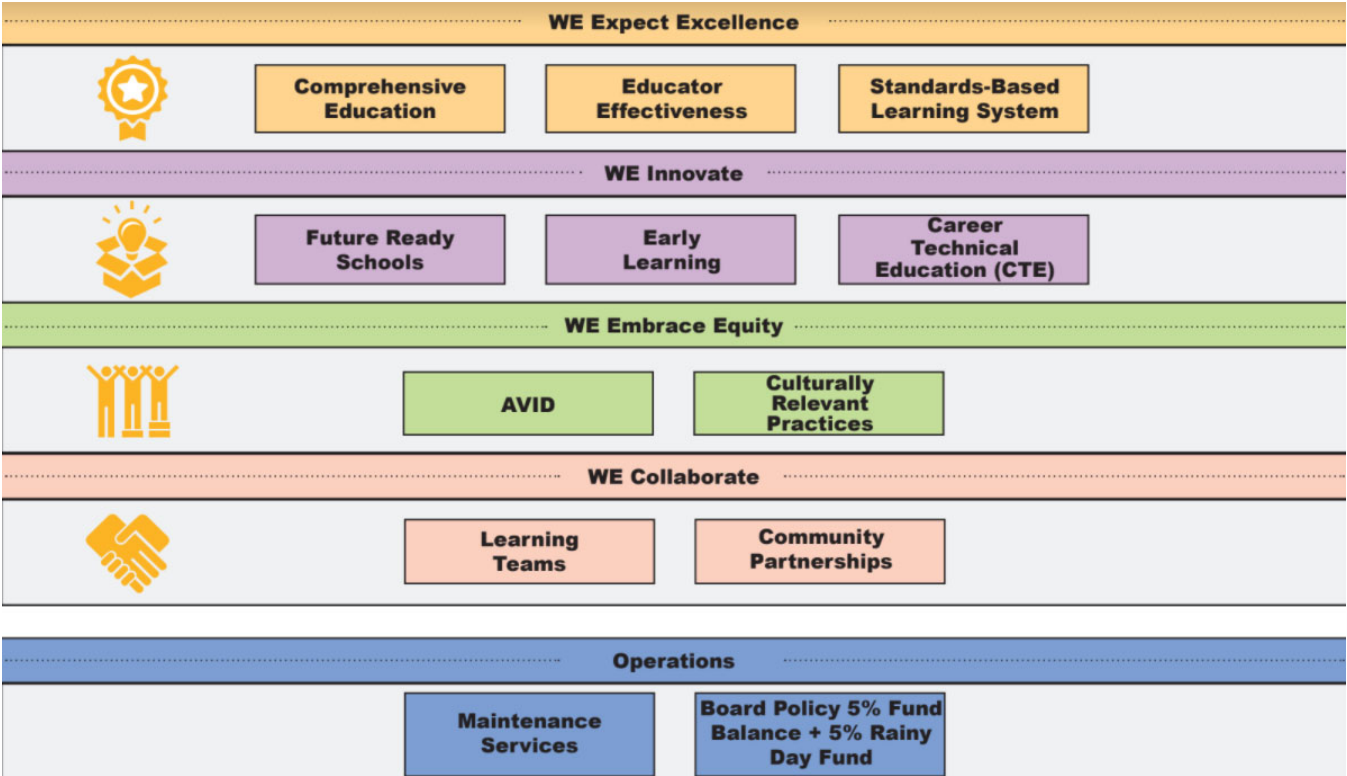 WE Expect Excellence
Comprehensive
Education
Educator
Effectiveness
Standards-Based
Learning System
WE Innovate
Future Ready
Schools
Early
Learning
Career
Technical
Education (CTE)
WE Embrace Equity
AVID
Culturally
Relevant
Practices
WE Collaborate
Learning
Teams
Community
Partnerships
Operations
Maintenance
Services
Board Policy 5% Fund
Balance + 5% Rainy
Day Fund